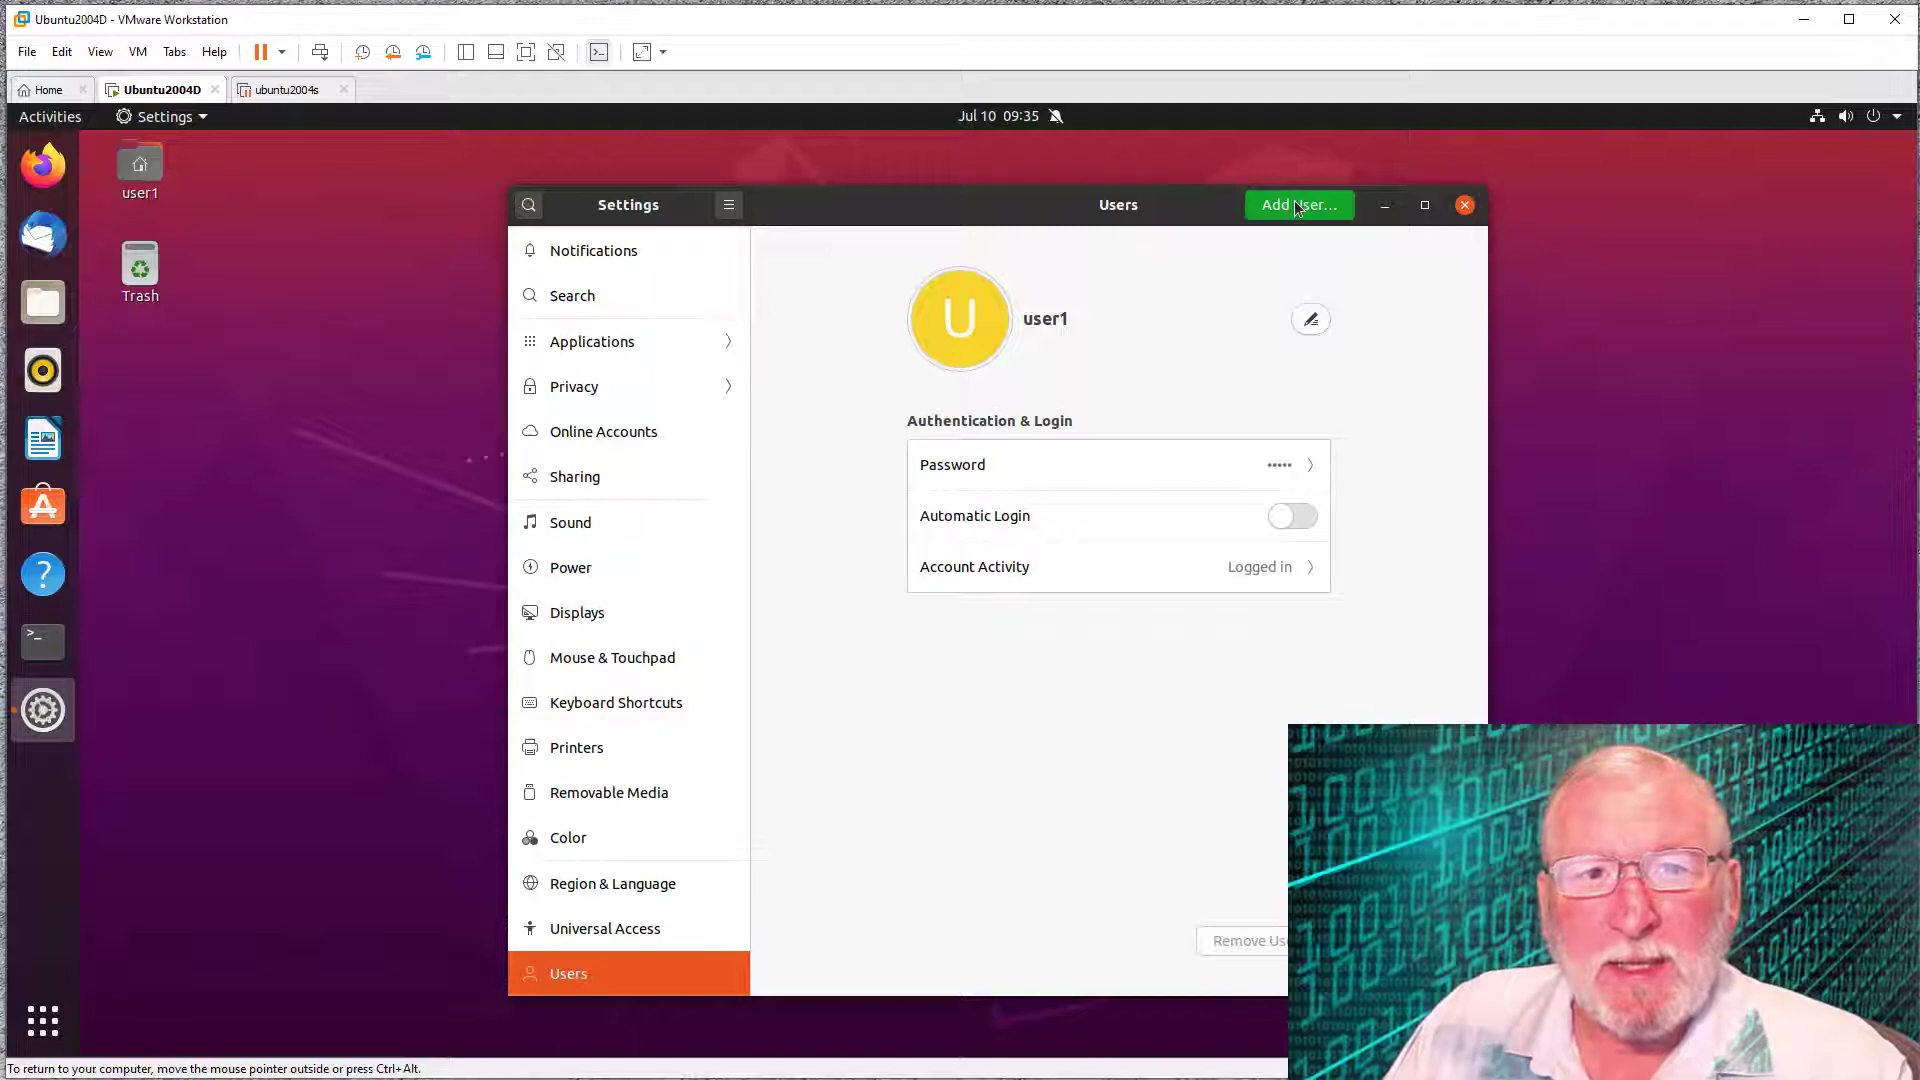 Ubuntu2004D - VMware Workstation
File Edit View VM Tabs Help
Home Ubuntu2004D ubuntu2004s
Activities Settings Jul 10 09:35
user1
Trash
Settings Users Add User...
Notifications
Search
Applications
Privacy
Online Accounts
Sharing
Sound
Power
Displays
Mouse & Touchpad
Keyboard Shortcuts
Printers
Removable Media
Color
Region & Language
Universal Access
Users
U user1
Authentication & Login
Password
Automatic Login
Account Activity Logged in
Remove
To return to your computer, move the mouse pointer outside or press Ctrl+Alt.